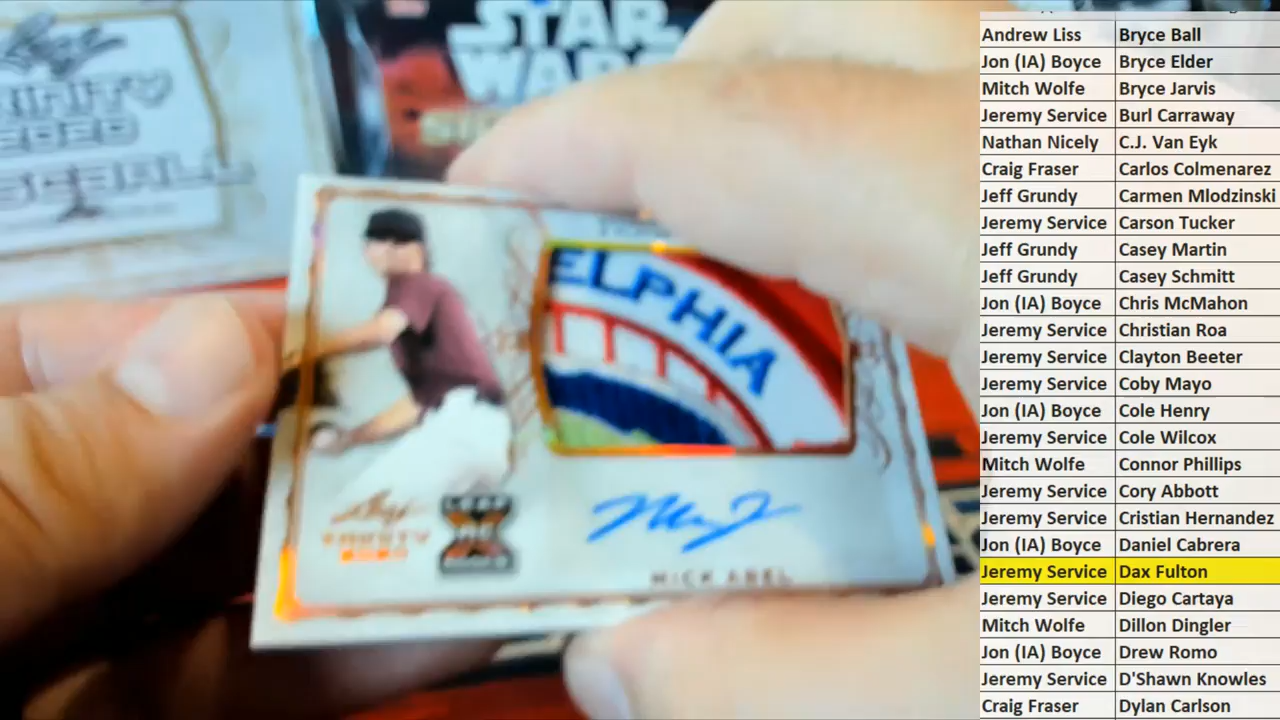 STAR
WARS
Leaf
TRINITY
ELPHIA
Leaf
TRINITY
LEAF
MICK ABEL
Andrew Liss Bryce Ball
Jon (IA) Boyce Bryce Elder
Mitch Wolfe Bryce Jarvis
Jeremy Service Burl Carraway
Nathan Nicely C.J. Van Eyk
Craig Fraser Carlos Colmenarez
Jeff Grundy Carmen Mlodzinski
Jeremy Service Carson Tucker
Jeff Grundy Casey Martin
Jeff Grundy Casey Schmitt
Jon (IA) Boyce Chris McMahon
Jeremy Service Christian Roa
Jeremy Service Clayton Beeter
Jeremy Service Coby Mayo
Jon (IA) Boyce Cole Henry
Jeremy Service Cole Wilcox
Mitch Wolfe Connor Phillips
Jeremy Service Cory Abbott
Jeremy Service Cristian Hernandez
Jon (IA) Boyce Daniel Cabrera
Jeremy Service Dax Fulton
Jeremy Service Diego Cartaya
Mitch Wolfe Dillon Dingler
Jon (IA) Boyce Drew Romo
Jeremy Service D'Shawn Knowles
Craig Fraser Dylan Carlson